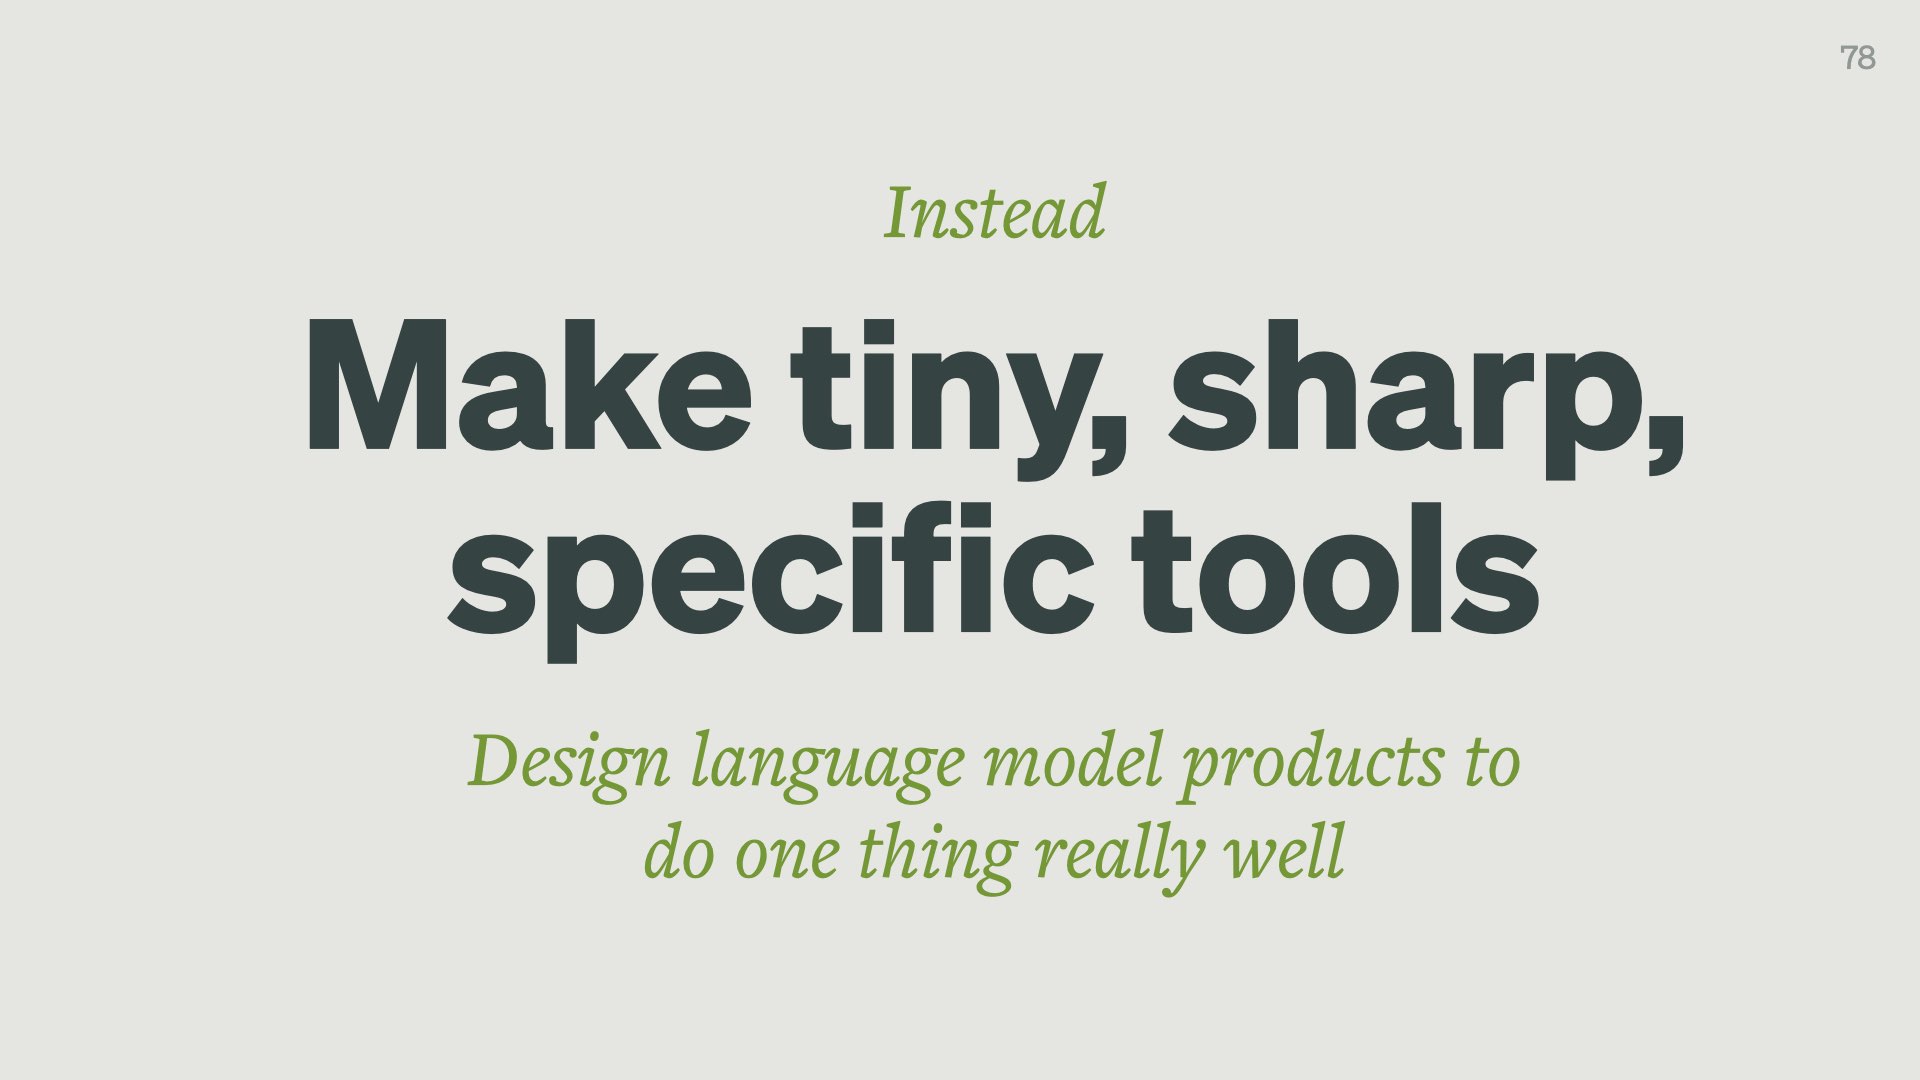 78
Instead
Make tiny, sharp,
specific tools
Design language model products to
do one thing really well